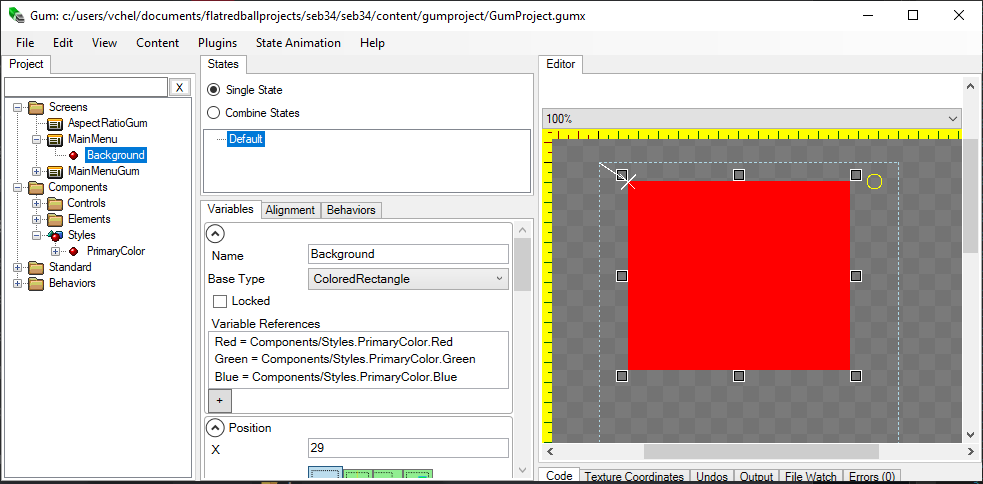 Gum: c:/users/vchel/documents/flatredballprojects/seb34/seb34/content/gumproject/GumProject.gumx
File Edit View Content Plugins State Animation Help
Project
X
Screens
AspectRatioGum
MainMenu
Background
MainMenuGum
Components
Controls
Elements
Styles
PrimaryColor
Standard
Behaviors
States
Single State
Combine States
Default
Variables Alignment Behaviors
Name Background
Base Type ColoredRectangle
Locked
Variable References
Red = Components/Styles.PrimaryColor.Red
Green = Components/Styles.PrimaryColor.Green
Blue = Components/Styles.PrimaryColor.Blue
+
Position
X 29
Editor
100%
Code Texture Coordinates Undos Output File Watch Errors (0)